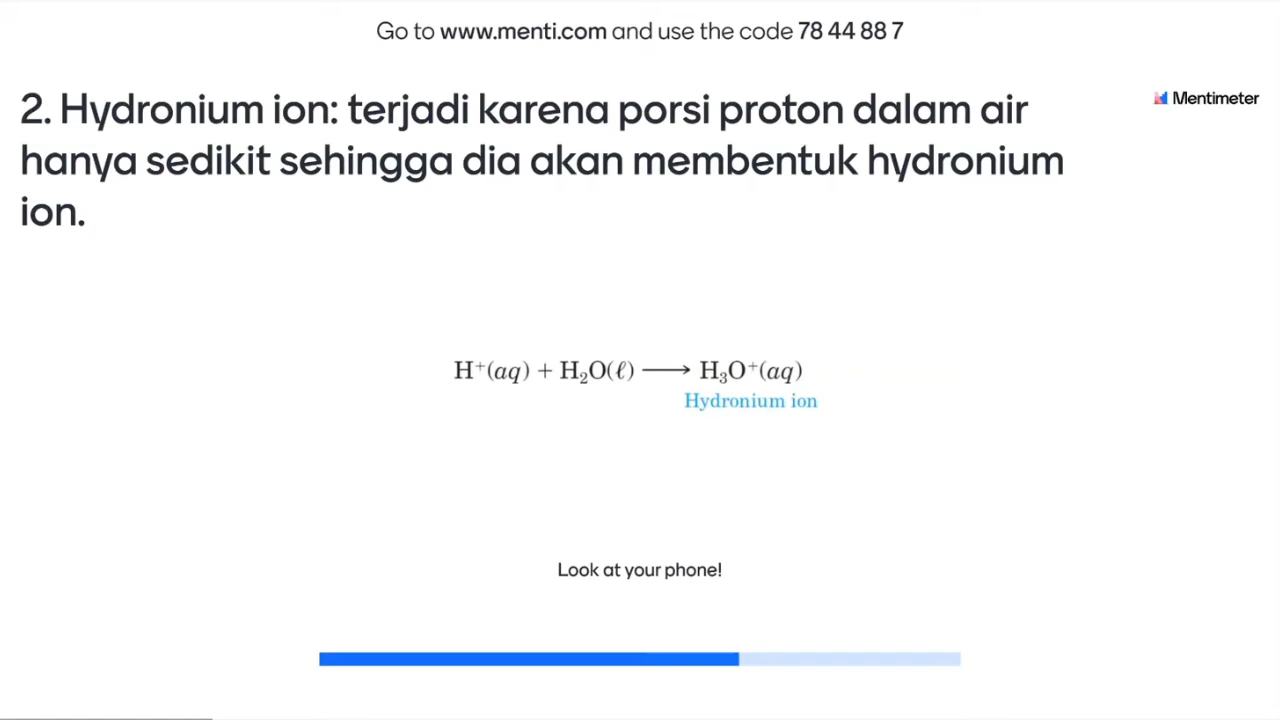 Go to www.menti.com and use the code 78 44 88 7
2. Hydronium ion: terjadi karena porsi proton dalam air
hanya sedikit sehingga dia akan membentuk hydronium
ion.
Mentimeter
H⁺(aq) + H₂O(ℓ) ⟶ H₃O⁺(aq)
Hydronium ion
Look at your phone!